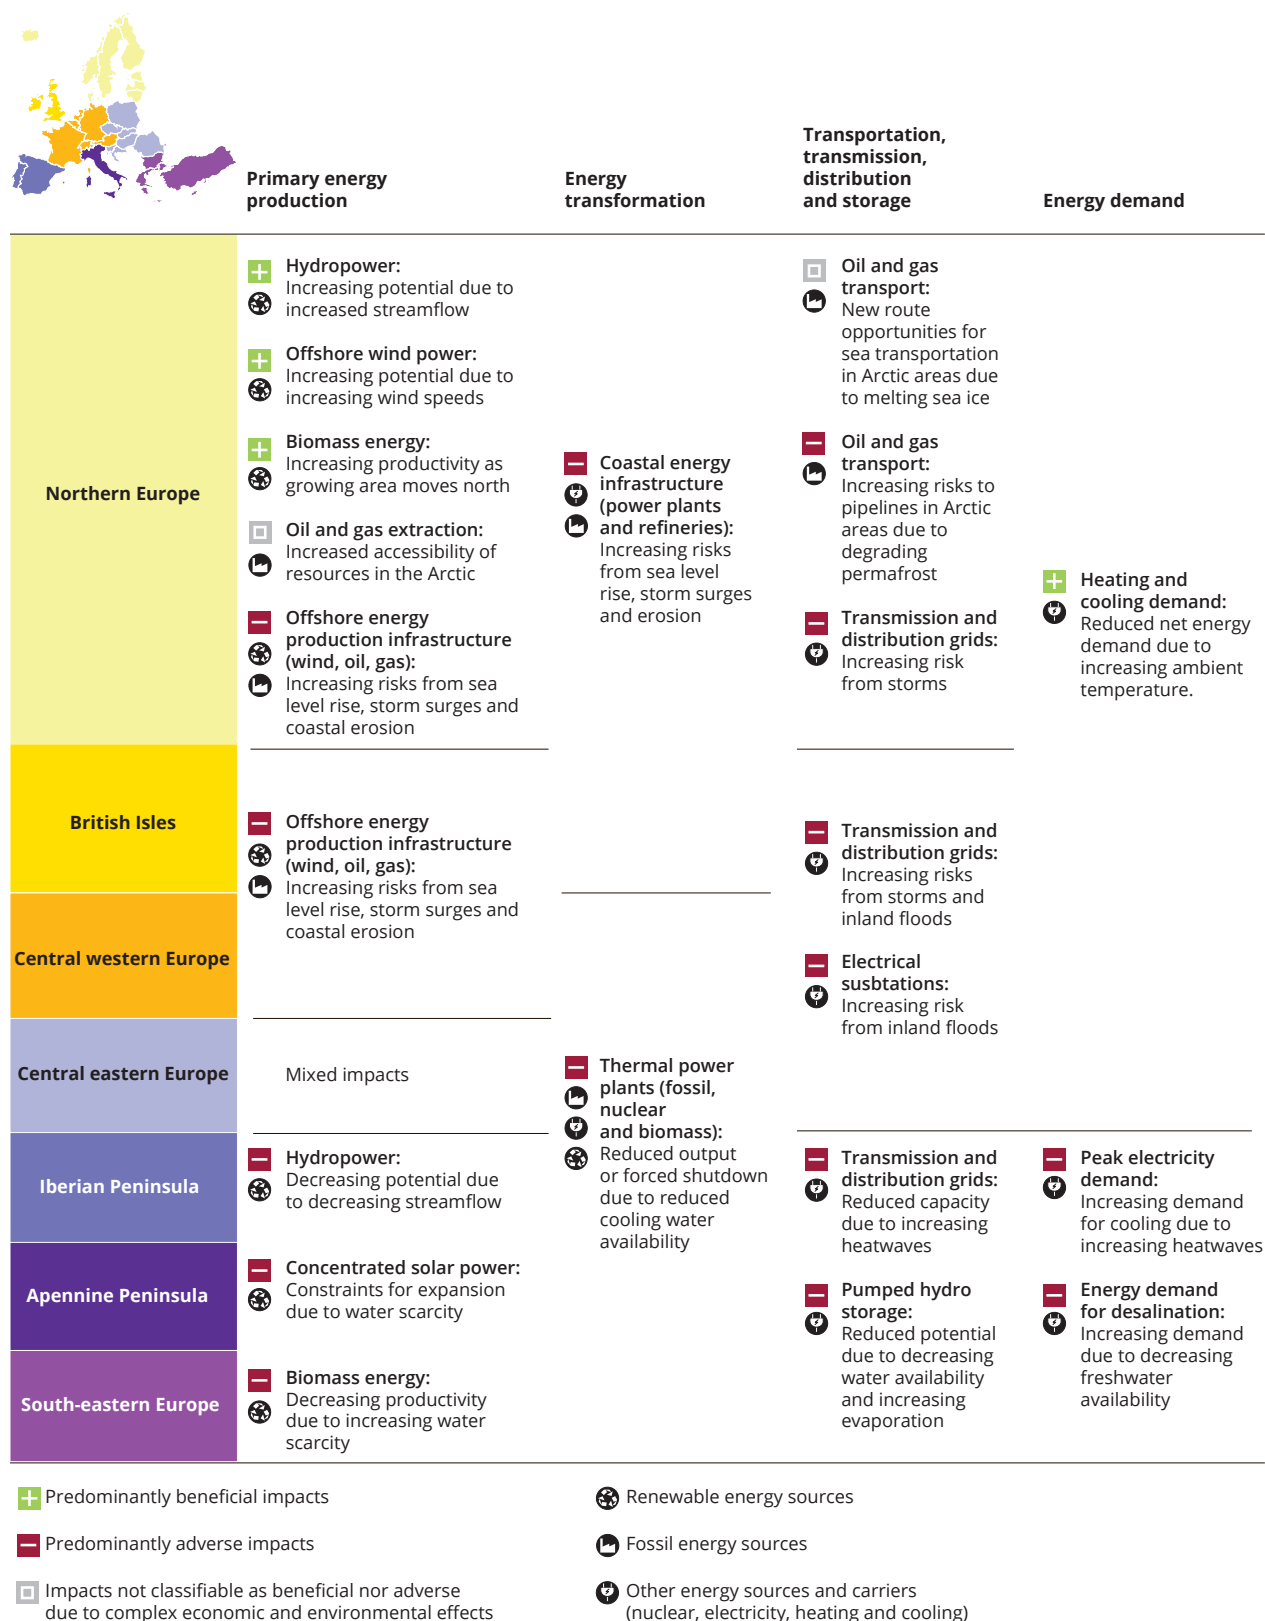 Primary energy
production
Energy
transformation
Transportation,
transmission,
distribution
and storage
Energy demand
Northern Europe
Hydropower:
Increasing potential due to
increased streamflow
Offshore wind power:
Increasing potential due to
increasing wind speeds
Biomass energy:
Increasing productivity as
growing area moves north
Oil and gas extraction:
Increased accessibility of
resources in the Arctic
Offshore energy
production infrastructure
(wind, oil, gas):
Increasing risks from sea
level rise, storm surges and
coastal erosion
Coastal energy
infrastructure
(power plants
and refineries):
Increasing risks
from sea level
rise, storm surges
and erosion
Oil and gas
transport:
New route
opportunities for
sea transportation
in Arctic areas due
to melting sea ice
Oil and gas
transport:
Increasing risks to
pipelines in Arctic
areas due to
degrading
permafrost
Transmission and
distribution grids:
Increasing risk
from storms
Heating and
cooling demand:
Reduced net energy
demand due to
increasing ambient
temperature.
British Isles
Offshore energy
production infrastructure
(wind, oil, gas):
Increasing risks from sea
level rise, storm surges and
coastal erosion
Transmission and
distribution grids:
Increasing risks
from storms and
inland floods
Central western Europe
Electrical
susbtations:
Increasing risk
from inland floods
Central eastern Europe
Mixed impacts
Thermal power
plants (fossil,
nuclear
and biomass):
Reduced output
or forced shutdown
due to reduced
cooling water
availability
Iberian Peninsula
Hydropower:
Decreasing potential due
to decreasing streamflow
Transmission and
distribution grids:
Reduced capacity
due to increasing
heatwaves
Peak electricity
demand:
Increasing demand
for cooling due to
increasing heatwaves
Apennine Peninsula
Concentrated solar power:
Constraints for expansion
due to water scarcity
Pumped hydro
storage:
Reduced potential
due to decreasing
water availability
and increasing
evaporation
Energy demand
for desalination:
Increasing demand
due to decreasing
freshwater
availability
South-eastern Europe
Biomass energy:
Decreasing productivity
due to increasing water
scarcity
Predominantly beneficial impacts
Predominantly adverse impacts
Impacts not classifiable as beneficial nor adverse
due to complex economic and environmental effects
Renewable energy sources
Fossil energy sources
Other energy sources and carriers
(nuclear, electricity, heating and cooling)